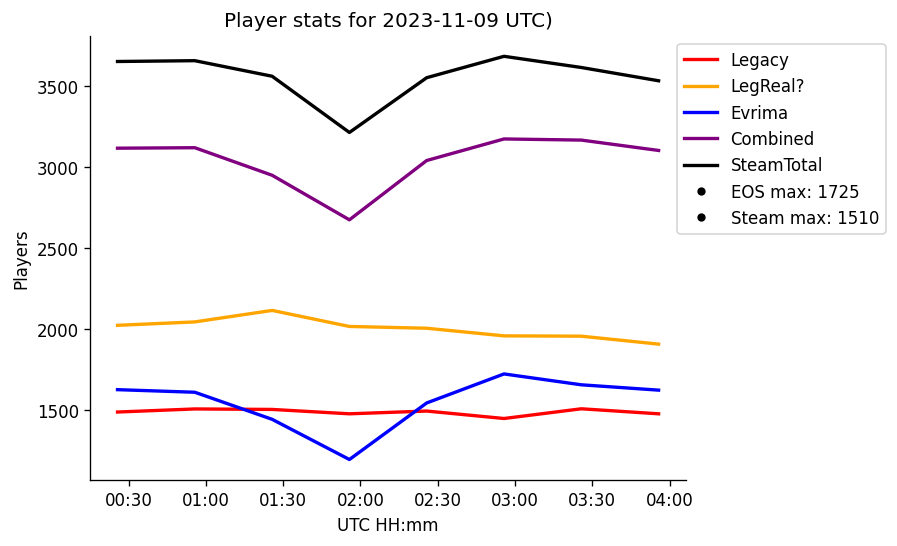 Player stats for 2023-11-09 UTC)
Legacy
LegReal?
Evrima
Combined
SteamTotal
EOS max: 1725
Steam max: 1510
Players
3500
3000
2500
2000
1500
00:30 01:00 01:30 02:00 02:30 03:00 03:30 04:00
UTC HH:mm